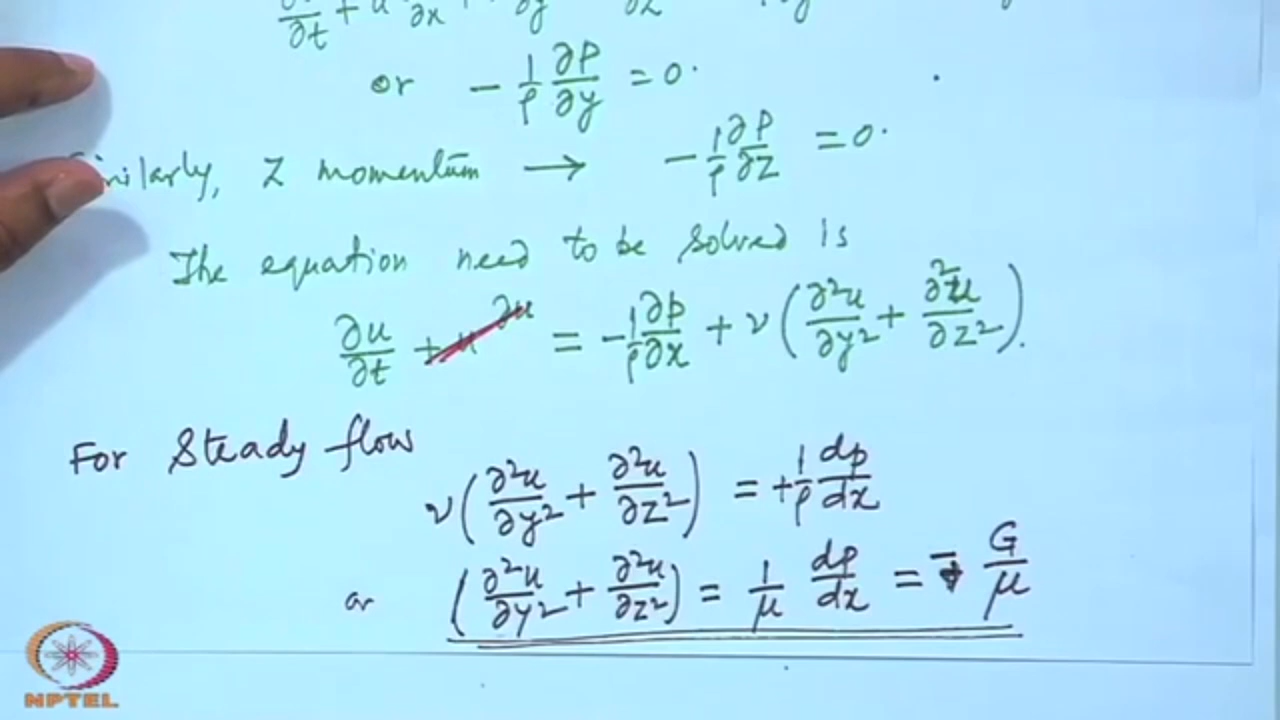 ∂t + u ∂x ∂y ∂z
or − 1/ρ ∂P/∂y = 0.
Similarly, Z momentum → − 1/ρ ∂P/∂z = 0.
The equation need to be solved is
∂u/∂t + u ∂u = − 1/ρ ∂p/∂x + ν ( ∂²u/∂y² + ∂²u/∂z² ).
For Steady flow
ν ( ∂²u/∂y² + ∂²u/∂z² ) = + 1/ρ dp/dx
or ( ∂²u/∂y² + ∂²u/∂z² ) = 1/μ dp/dx = − G/μ
NPTEL